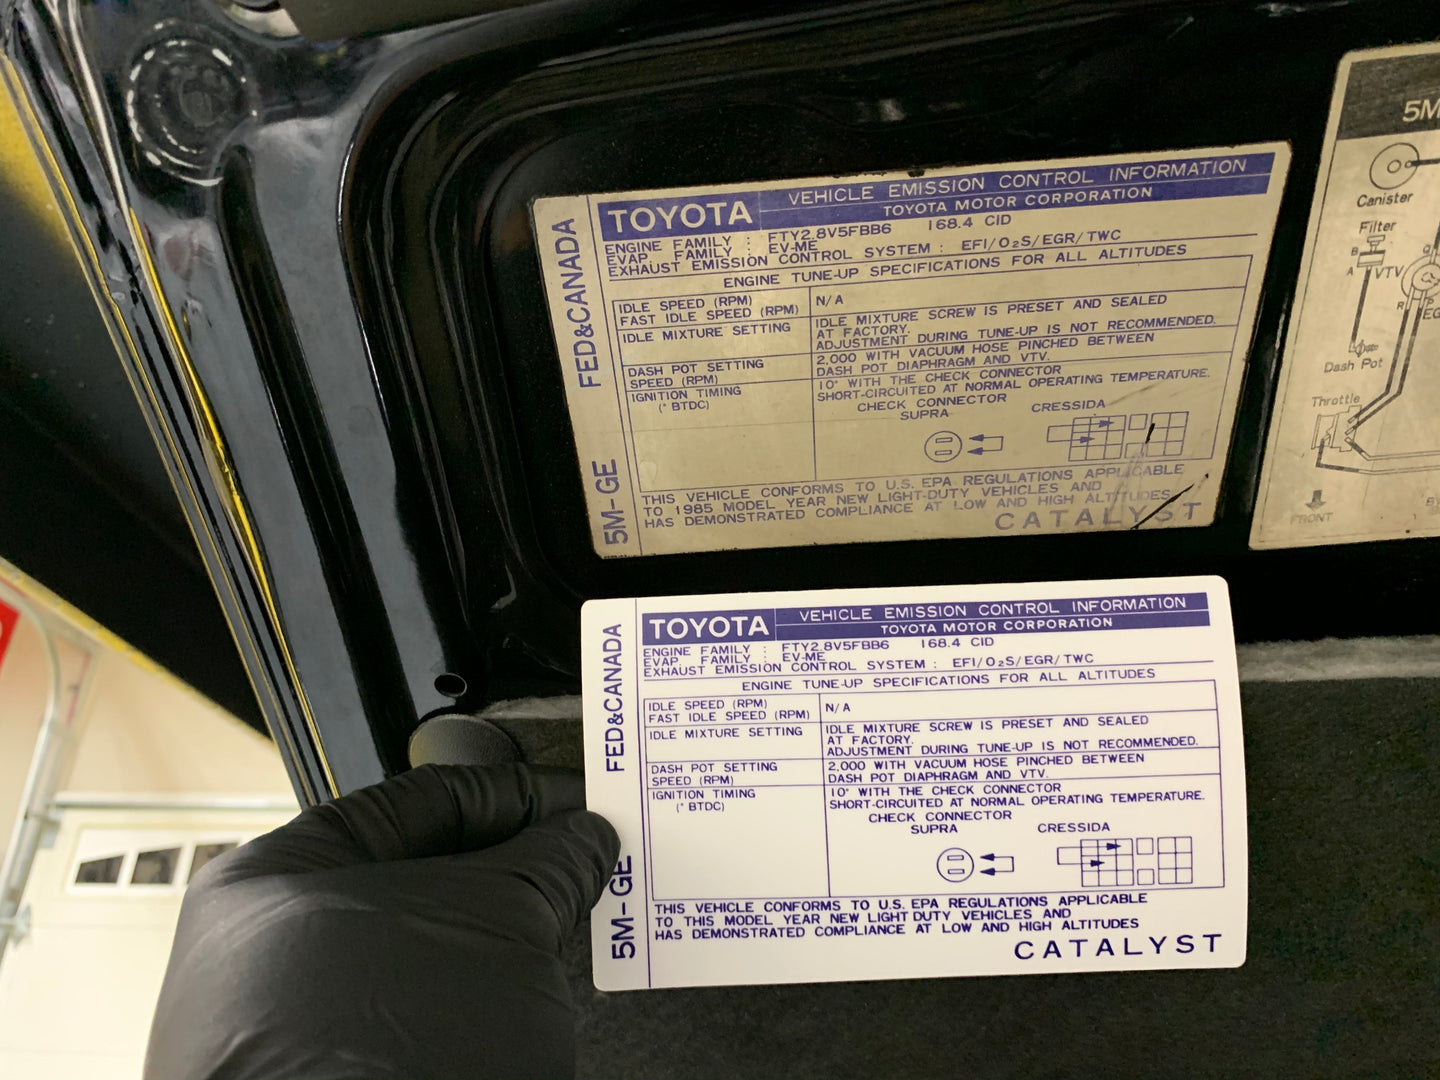 FED&CANADA
5M-GE
TOYOTA
VEHICLE EMISSION CONTROL INFORMATION
TOYOTA MOTOR CORPORATION
ENGINE FAMILY : FTY2.8V5FBB6 168.4 CID
EVAP FAMILY : EV-ME
EXHAUST EMISSION CONTROL SYSTEM : EFI/O₂S/EGR/TWC
ENGINE TUNE-UP SPECIFICATIONS FOR ALL ALTITUDES
IDLE SPEED (RPM)
FAST IDLE SPEED (RPM)
N/A
IDLE MIXTURE SETTING
IDLE MIXTURE SCREW IS PRESET AND SEALED
AT FACTORY.
ADJUSTMENT DURING TUNE-UP IS NOT RECOMMENDED.
DASH POT SETTING
SPEED (RPM)
2,000 WITH VACUUM HOSE PINCHED BETWEEN
DASH POT DIAPHRAGM AND VTV.
IGNITION TIMING
(° BTDC)
10° WITH THE CHECK CONNECTOR
SHORT-CIRCUITED AT NORMAL OPERATING TEMPERATURE.
CHECK CONNECTOR
SUPRA
CRESSIDA
THIS VEHICLE CONFORMS TO U.S. EPA REGULATIONS APPLICABLE
TO 1985 MODEL YEAR NEW LIGHT-DUTY VEHICLES AND
HAS DEMONSTRATED COMPLIANCE AT LOW AND HIGH ALTITUDES
CATALYST
5M
Canister
Filter
B
A
VTV
Dash Pot
Throttle
FRONT
FED&CANADA
5M-GE
TOYOTA
VEHICLE EMISSION CONTROL INFORMATION
TOYOTA MOTOR CORPORATION
ENGINE FAMILY : FTY2.8V5FBB6 168.4 CID
EVAP FAMILY : EV-ME
EXHAUST EMISSION CONTROL SYSTEM : EFI/O₂S/EGR/TWC
ENGINE TUNE-UP SPECIFICATIONS FOR ALL ALTITUDES
IDLE SPEED (RPM)
FAST IDLE SPEED (RPM)
N/A
IDLE MIXTURE SETTING
IDLE MIXTURE SCREW IS PRESET AND SEALED
AT FACTORY.
ADJUSTMENT DURING TUNE-UP IS NOT RECOMMENDED.
DASH POT SETTING
SPEED (RPM)
2,000 WITH VACUUM HOSE PINCHED BETWEEN
DASH POT DIAPHRAGM AND VTV.
IGNITION TIMING
(° BTDC)
10° WITH THE CHECK CONNECTOR
SHORT-CIRCUITED AT NORMAL OPERATING TEMPERATURE.
CHECK CONNECTOR
SUPRA
CRESSIDA
THIS VEHICLE CONFORMS TO U.S. EPA REGULATIONS APPLICABLE
TO THIS MODEL YEAR NEW LIGHT DUTY VEHICLES AND
HAS DEMONSTRATED COMPLIANCE AT LOW AND HIGH ALTITUDES
CATALYST